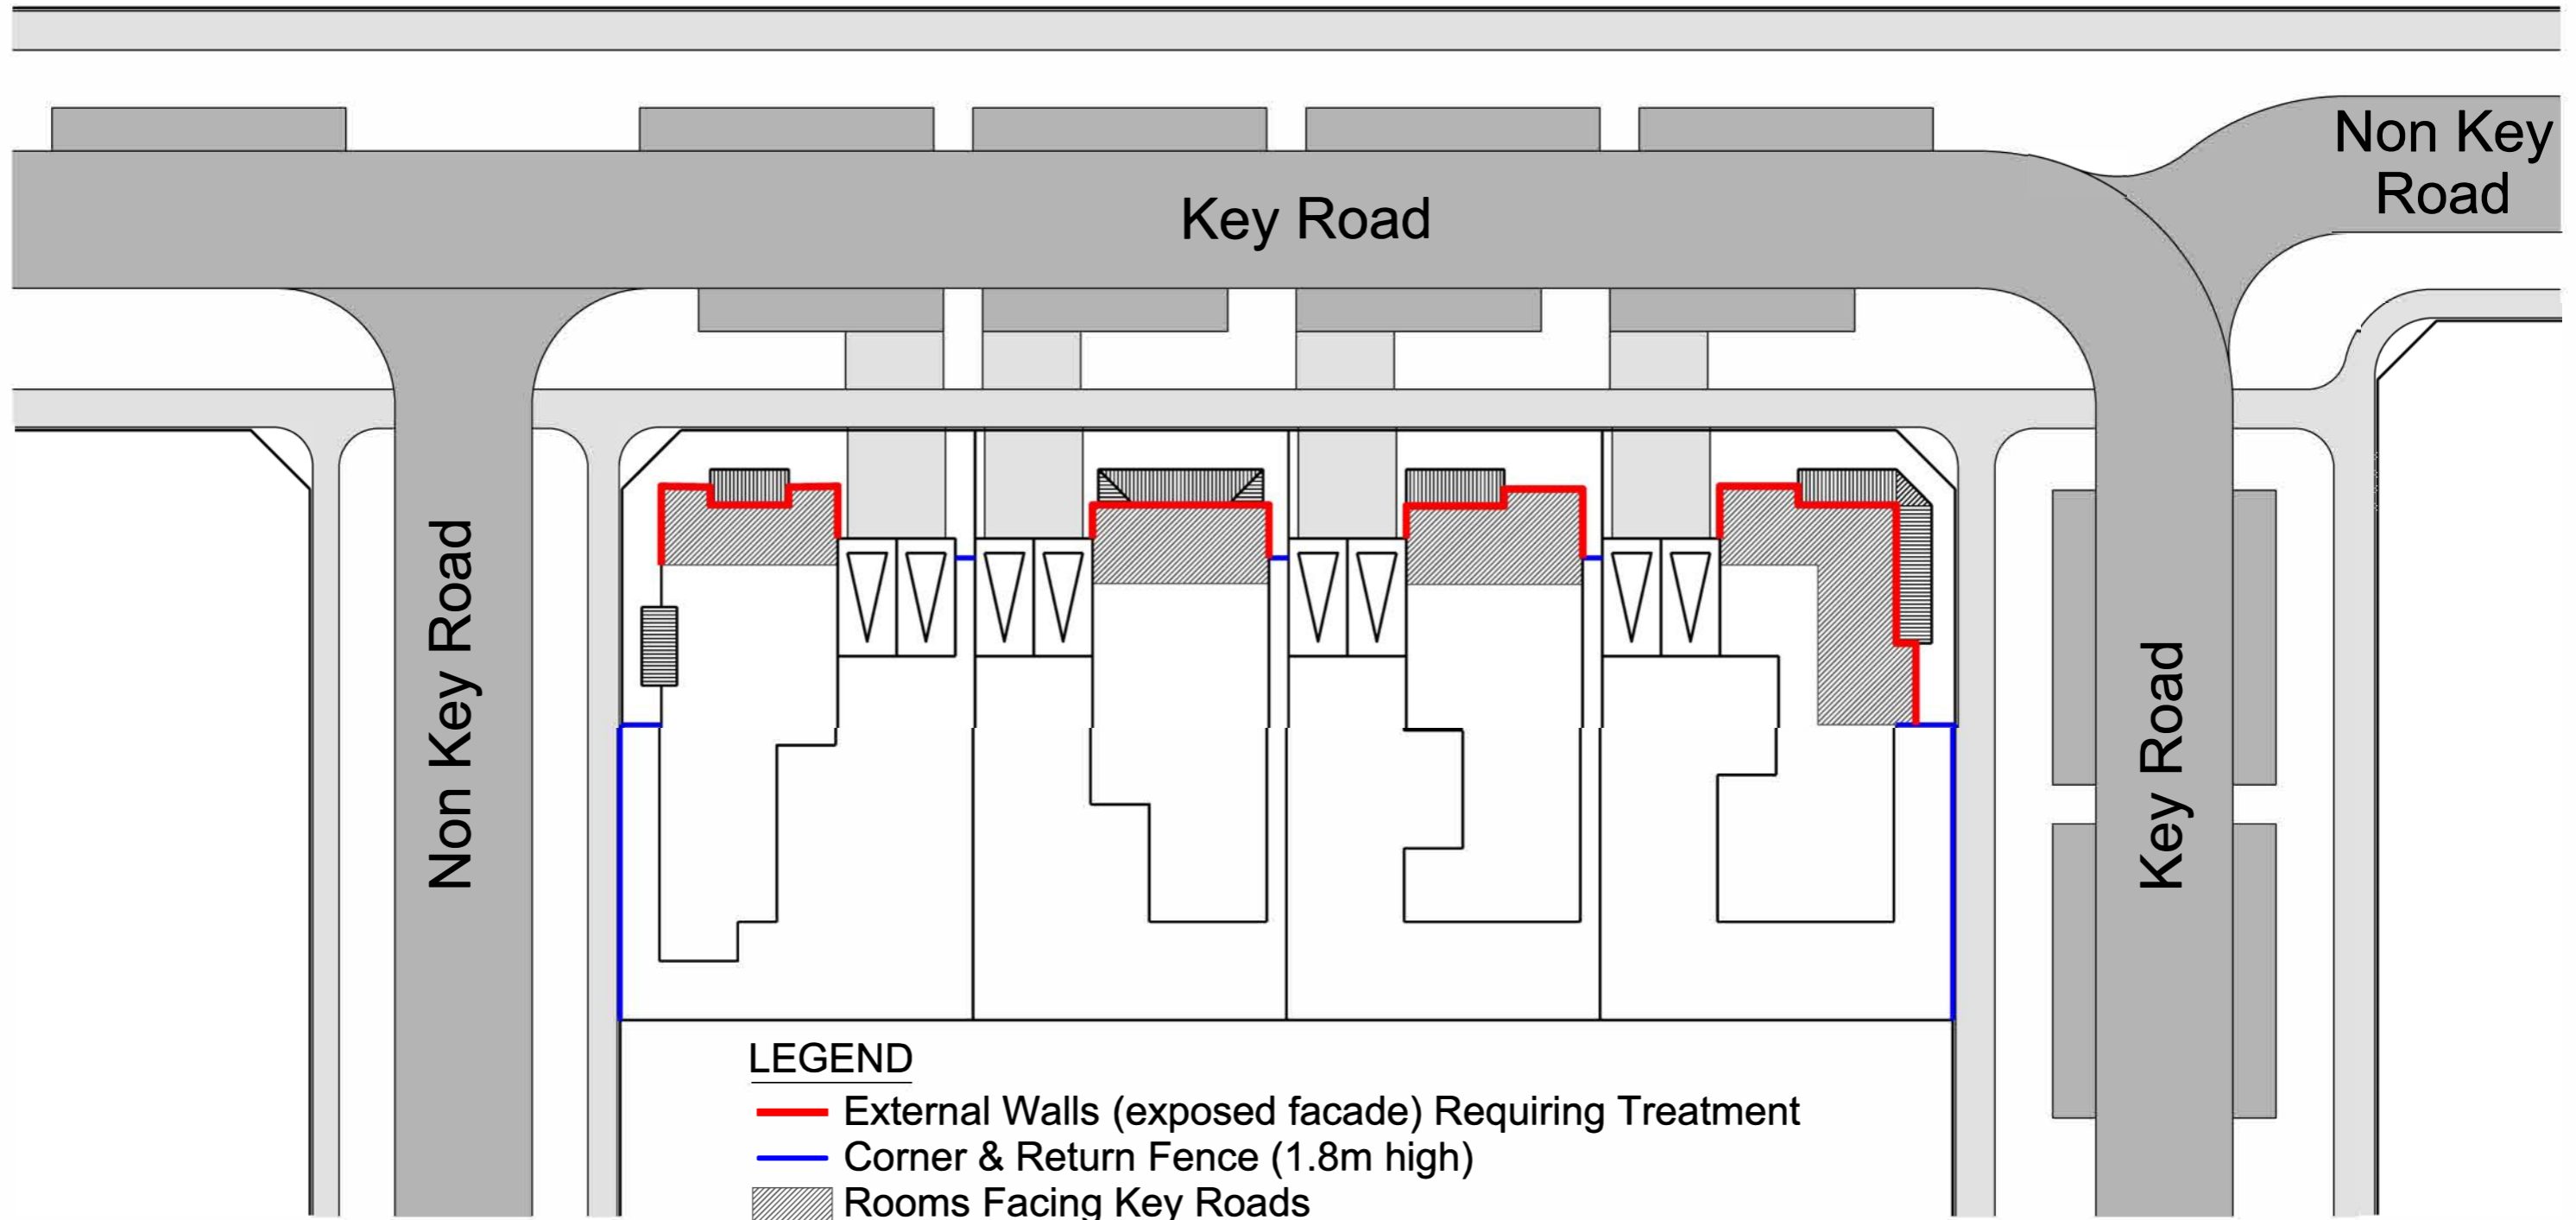 Non Key
Road
Key Road
Non Key Road
Key Road
LEGEND
External Walls (exposed facade) Requiring Treatment
Corner & Return Fence (1.8m high)
Rooms Facing Key Roads